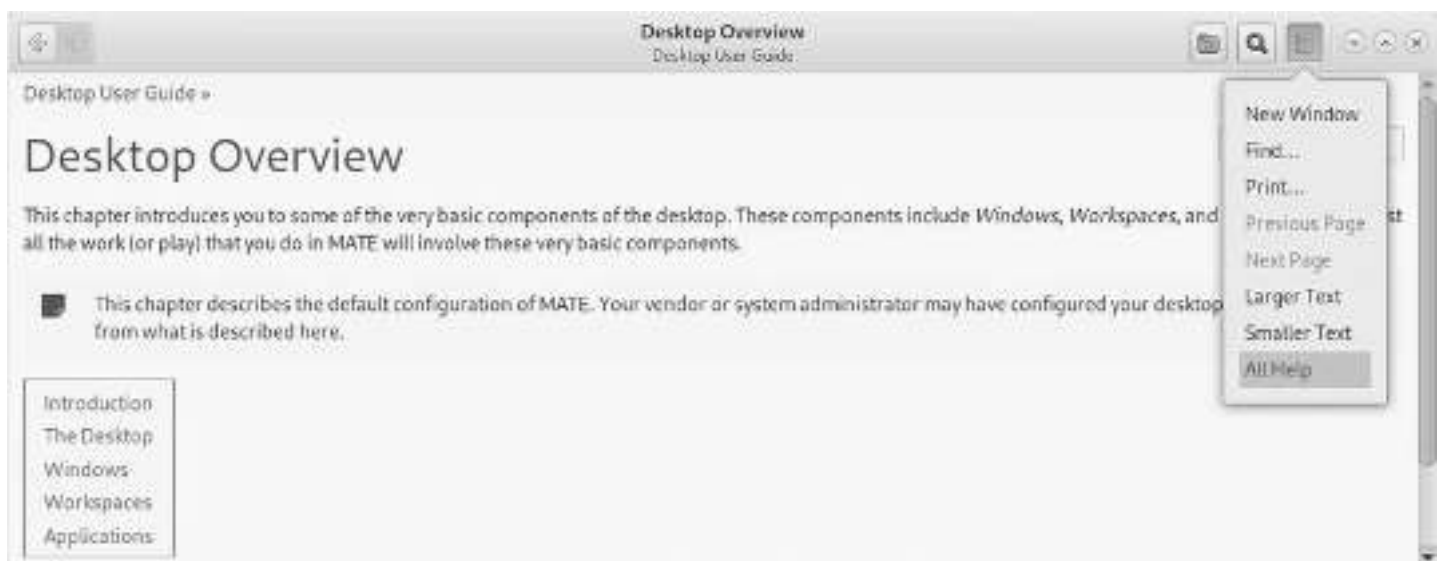 Desktop Overview
Desktop User Guide
Desktop User Guide »
Desktop Overview
This chapter introduces you to some of the very basic components of the desktop. These components include Windows, Workspaces, and
st
all the work (or play) that you do in MATE will involve these very basic components.
This chapter describes the default configuration of MATE. Your vendor or system administrator may have configured your desktop
from what is described here.
Introduction
The Desktop
Windows
Workspaces
Applications
New Window
Find...
Print...
Previous Page
Next Page
Larger Text
Smaller Text
All Help